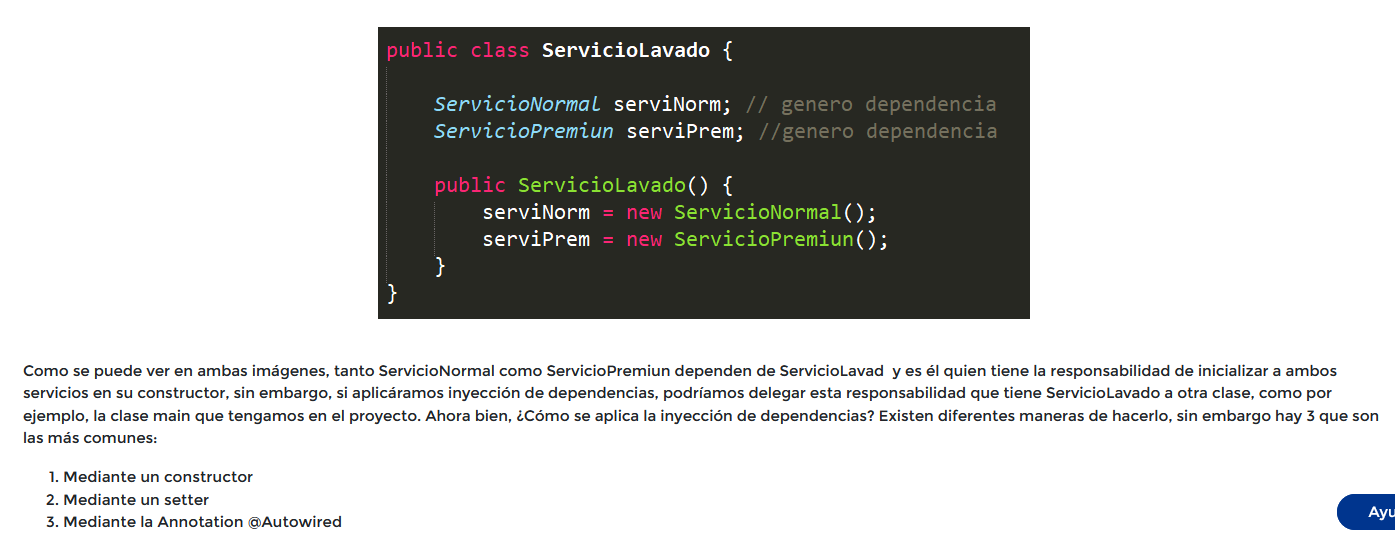 public class ServicioLavado {
ServicioNormal serviNorm; // genero dependencia
ServicioPremiun serviPrem; //genero dependencia
public ServicioLavado() {
serviNorm = new ServicioNormal();
serviPrem = new ServicioPremiun();
}
}
Como se puede ver en ambas imágenes, tanto ServicioNormal como ServicioPremiun dependen de ServicioLavad y es él quien tiene la responsabilidad de inicializar a ambos
servicios en su constructor, sin embargo, si aplicáramos inyección de dependencias, podríamos delegar esta responsabilidad que tiene ServicioLavado a otra clase, como por
ejemplo, la clase main que tengamos en el proyecto. Ahora bien, ¿Cómo se aplica la inyección de dependencias? Existen diferentes maneras de hacerlo, sin embargo hay 3 que son
las más comunes:
1. Mediante un constructor
2. Mediante un setter
3. Mediante la Annotation @Autowired
Ayu